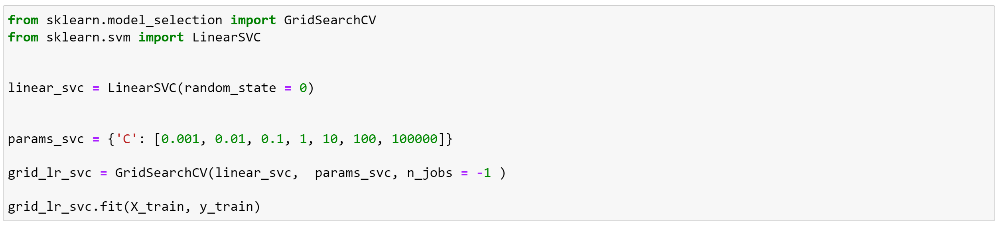 from sklearn.model_selection import GridSearchCV
from sklearn.svm import LinearSVC
linear_svc = LinearSVC(random_state = 0)
params_svc = {'C': [0.001, 0.01, 0.1, 1, 10, 100, 100000]}
grid_lr_svc = GridSearchCV(linear_svc,  params_svc, n_jobs = -1 )
grid_lr_svc.fit(X_train, y_train)